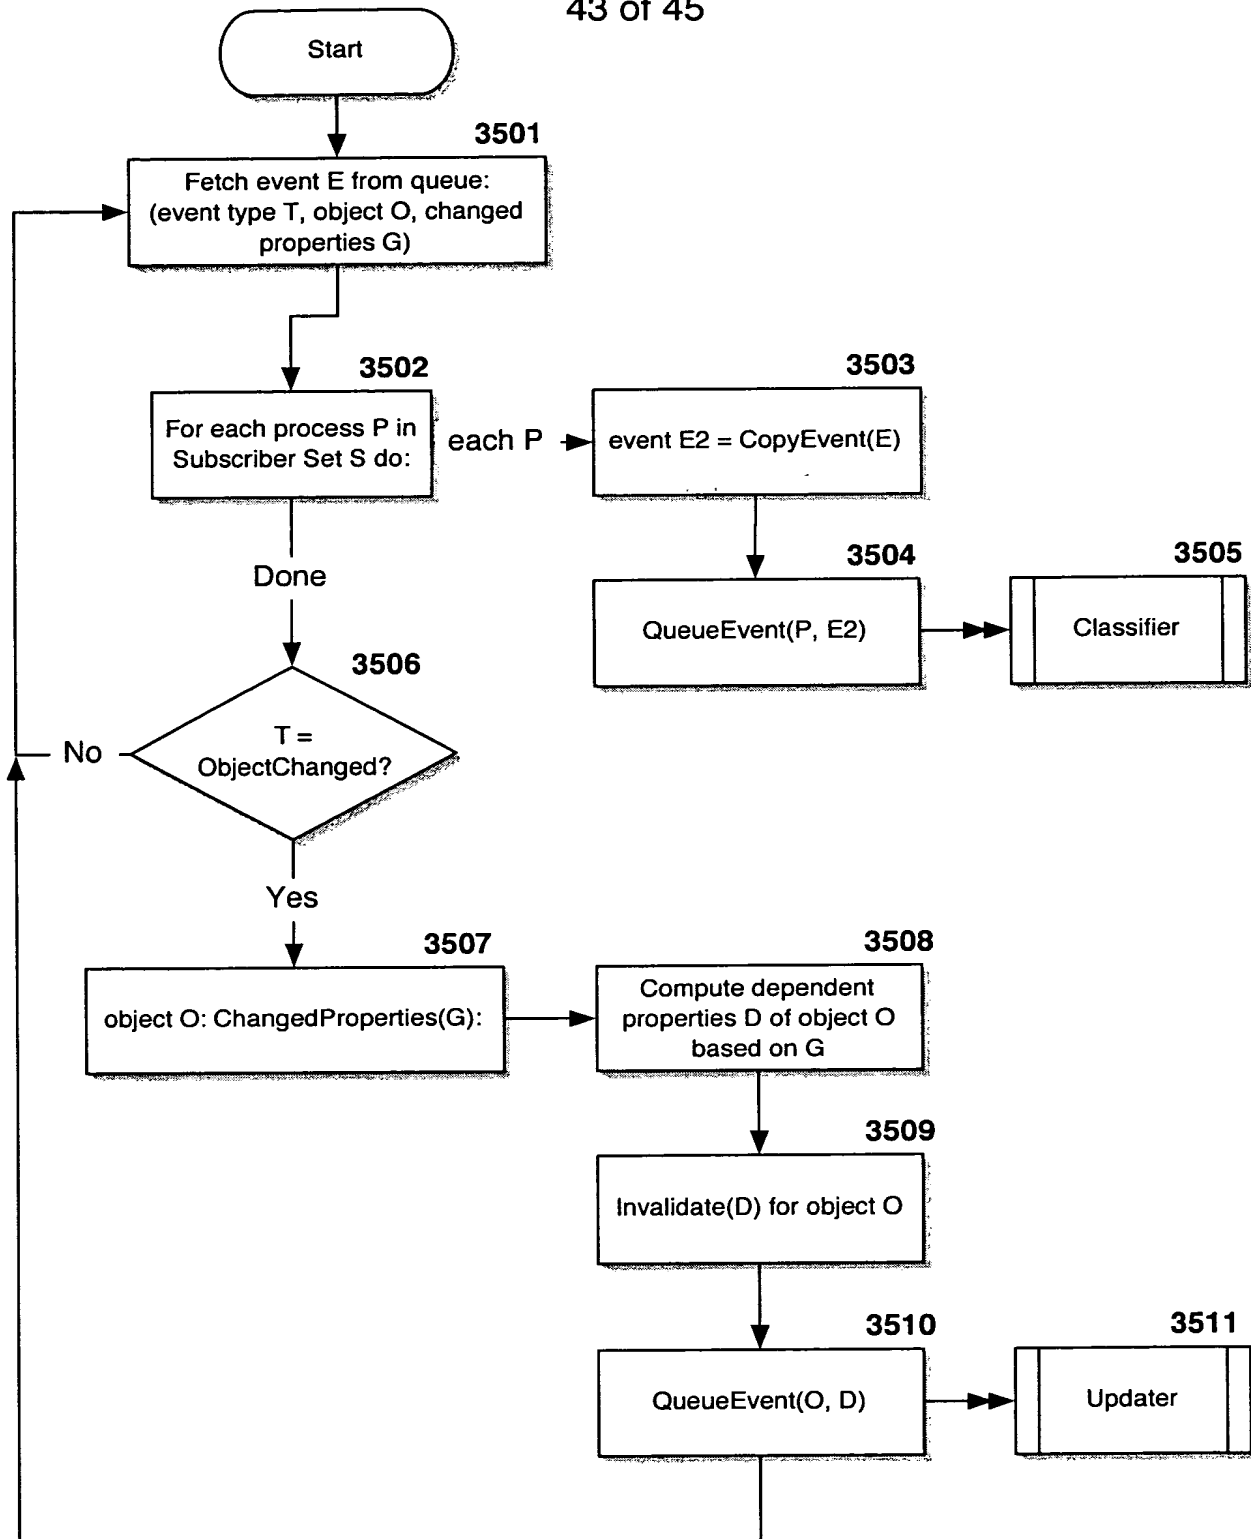 43 of 45
Start
3501
Fetch event E from queue:
(event type T, object O, changed
properties G)
3502
For each process P in
Subscriber Set S do:
each P
3503
event E2 = CopyEvent(E)
3504
QueueEvent(P, E2)
3505
Classifier
Done
3506
T =
ObjectChanged?
No
Yes
3507
object O: ChangedProperties(G):
3508
Compute dependent
properties D of object O
based on G
3509
Invalidate(D) for object O
3510
QueueEvent(O, D)
3511
Updater